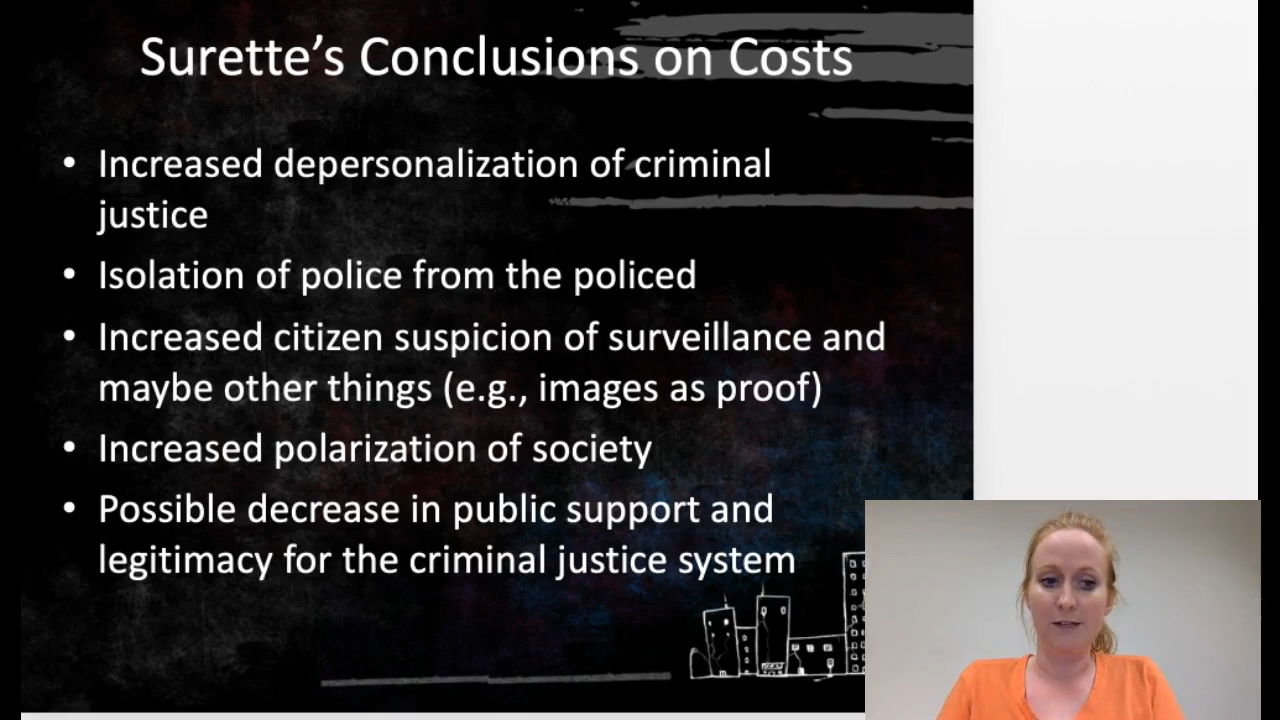 Surette’s Conclusions on Costs
• Increased depersonalization of criminal
justice
• Isolation of police from the policed
• Increased citizen suspicion of surveillance and
maybe other things (e.g., images as proof)
• Increased polarization of society
• Possible decrease in public support and
legitimacy for the criminal justice system